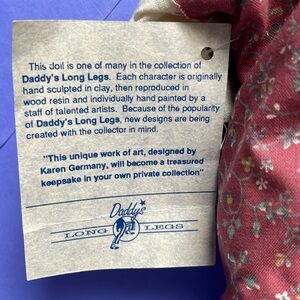 This doll is one of many in the collection of
Daddy's Long Legs. Each character is originally
hand sculpted in clay, then reproduced in
wood resin and individually hand painted by a
staff of talented artists. Because of the popularity
of Daddy's Long Legs, new designs are being
created with the collector in mind.
"This unique work of art, designed by
Karen Germany, will become a treasured
keepsake in your own private collection"
Daddy's
LONG LEGS